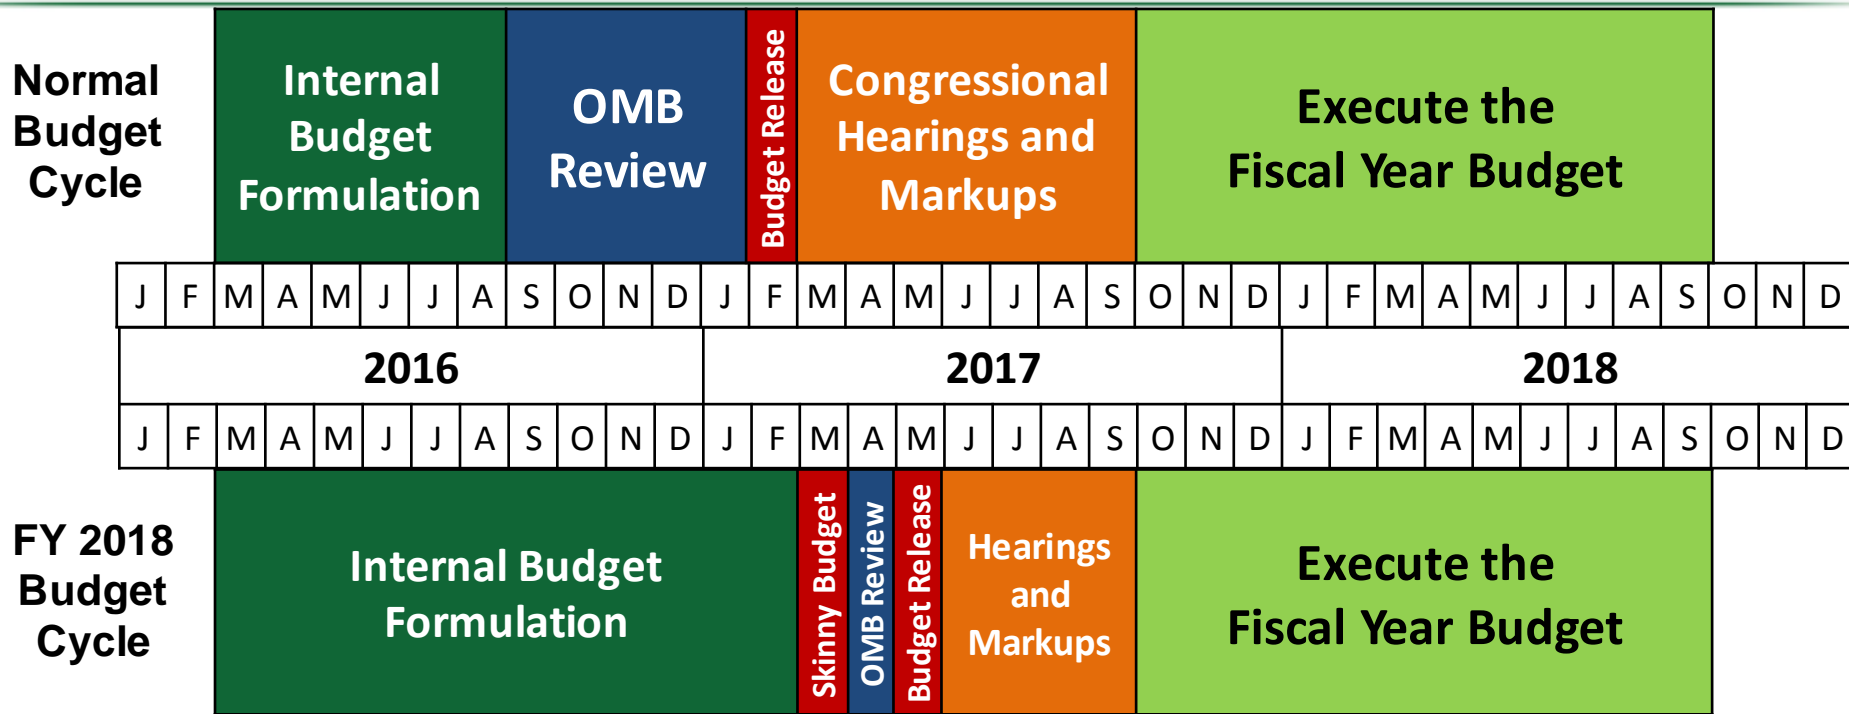 Normal
Budget
Cycle
Internal
Budget
Formulation
OMB
Review
Budget Release
Congressional
Hearings and
Markups
Execute the
Fiscal Year Budget
J F M A M J J A S O N D J F M A M J J A S O N D J F M A M J J A S O N D
2016 2017 2018
J F M A M J J A S O N D J F M A M J J A S O N D J F M A M J J A S O N D
FY 2018
Budget
Cycle
Internal Budget
Formulation
Skinny Budget
OMB Review
Budget Release
Hearings
and
Markups
Execute the
Fiscal Year Budget